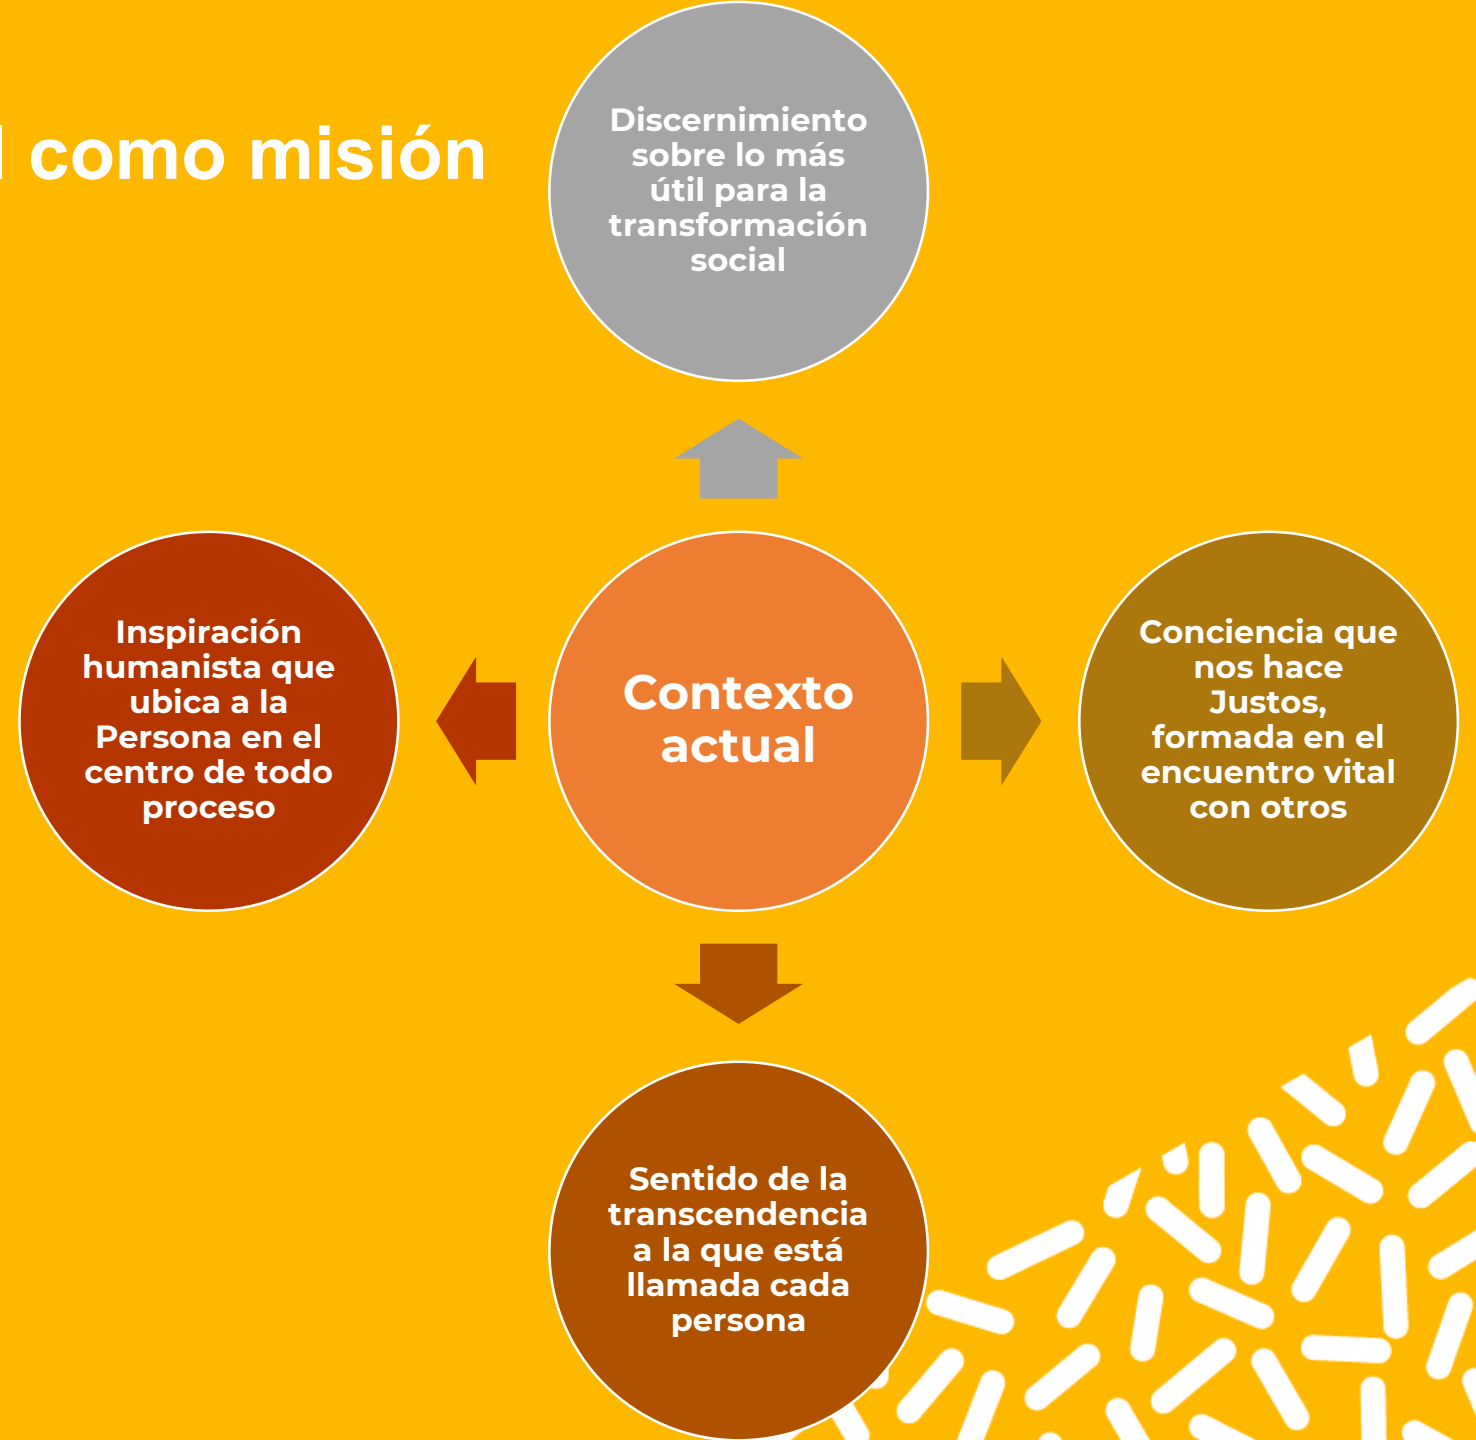 como misión
Discernimiento
sobre lo más
útil para la
transformación
social
Inspiración
humanista que
ubica a la
Persona en el
centro de todo
proceso
Contexto
actual
Conciencia que
nos hace
Justos,
formada en el
encuentro vital
con otros
Sentido de la
transcendencia
a la que está
llamada cada
persona